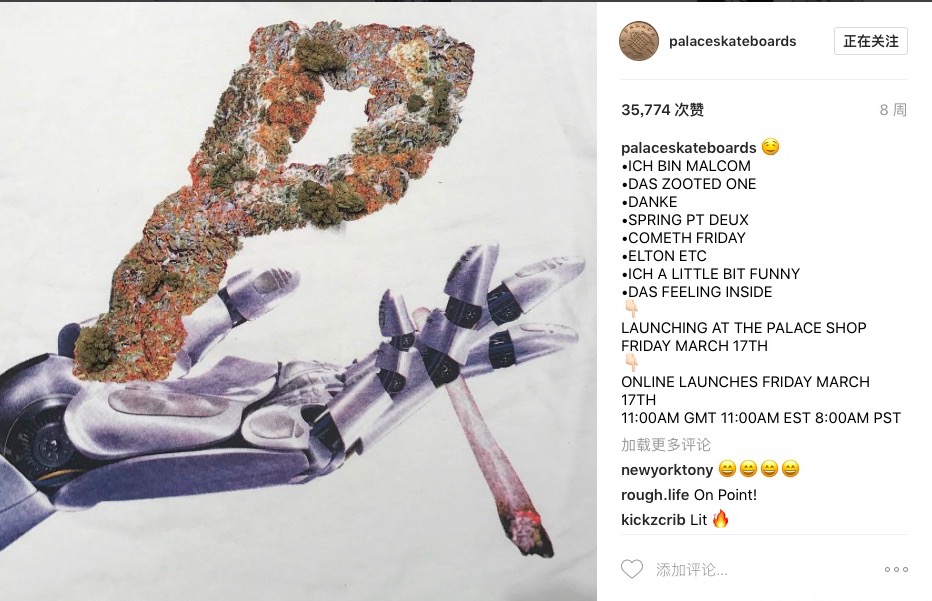 palaceskateboards
正在关注
35,774 次赞
8 周
palaceskateboards 🤤
•ICH BIN MALCOM
•DAS ZOOTED ONE
•DANKE
•SPRING PT DEUX
•COMETH FRIDAY
•ELTON ETC
•ICH A LITTLE BIT FUNNY
•DAS FEELING INSIDE
👇🏻
LAUNCHING AT THE PALACE SHOP
FRIDAY MARCH 17TH
👇🏻
ONLINE LAUNCHES FRIDAY MARCH
17TH
11:00AM GMT 11:00AM EST 8:00AM PST
加载更多评论
newyorktony 😄😄😄😄
rough.life On Point!
kickzcrib Lit 🔥
添加评论...
P